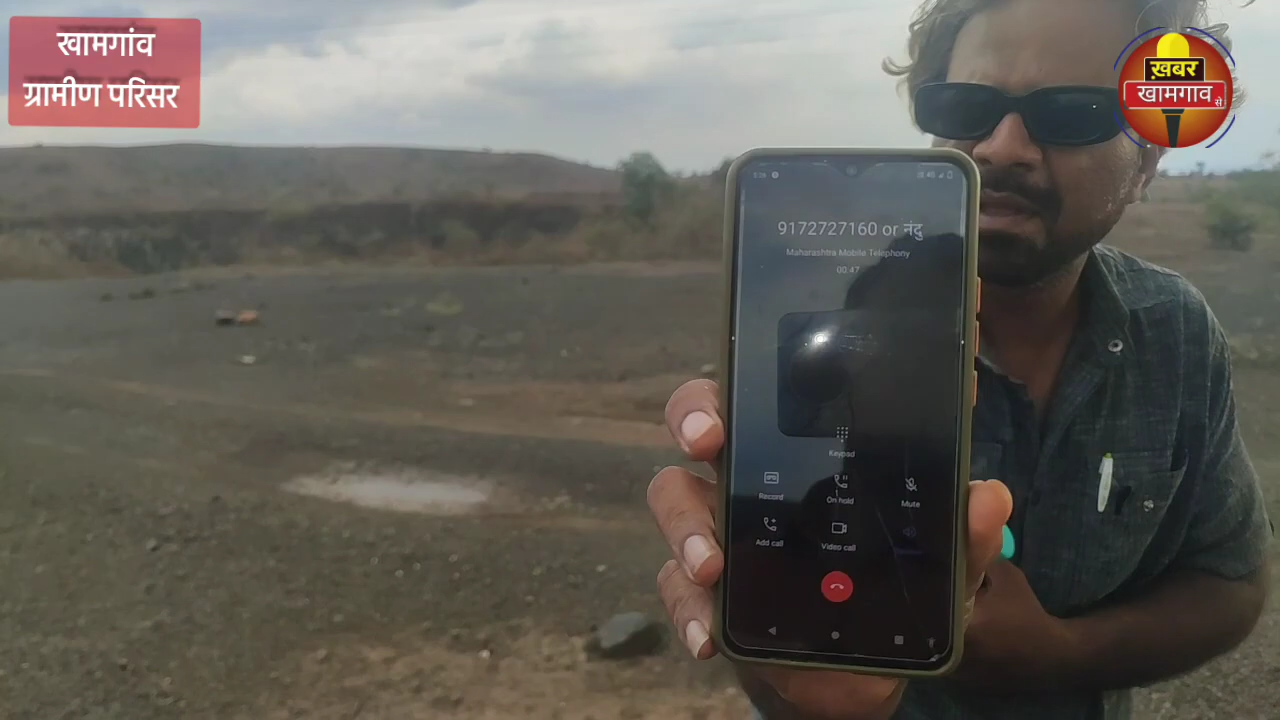 खामगांव
ग्रामीण परिसर
ख़बर
खामगाव से
9172727160 or नंदु
Maharashtra Mobile Telephony
00:47
Keypad
Record
On hold
Mute
Add call
Video call